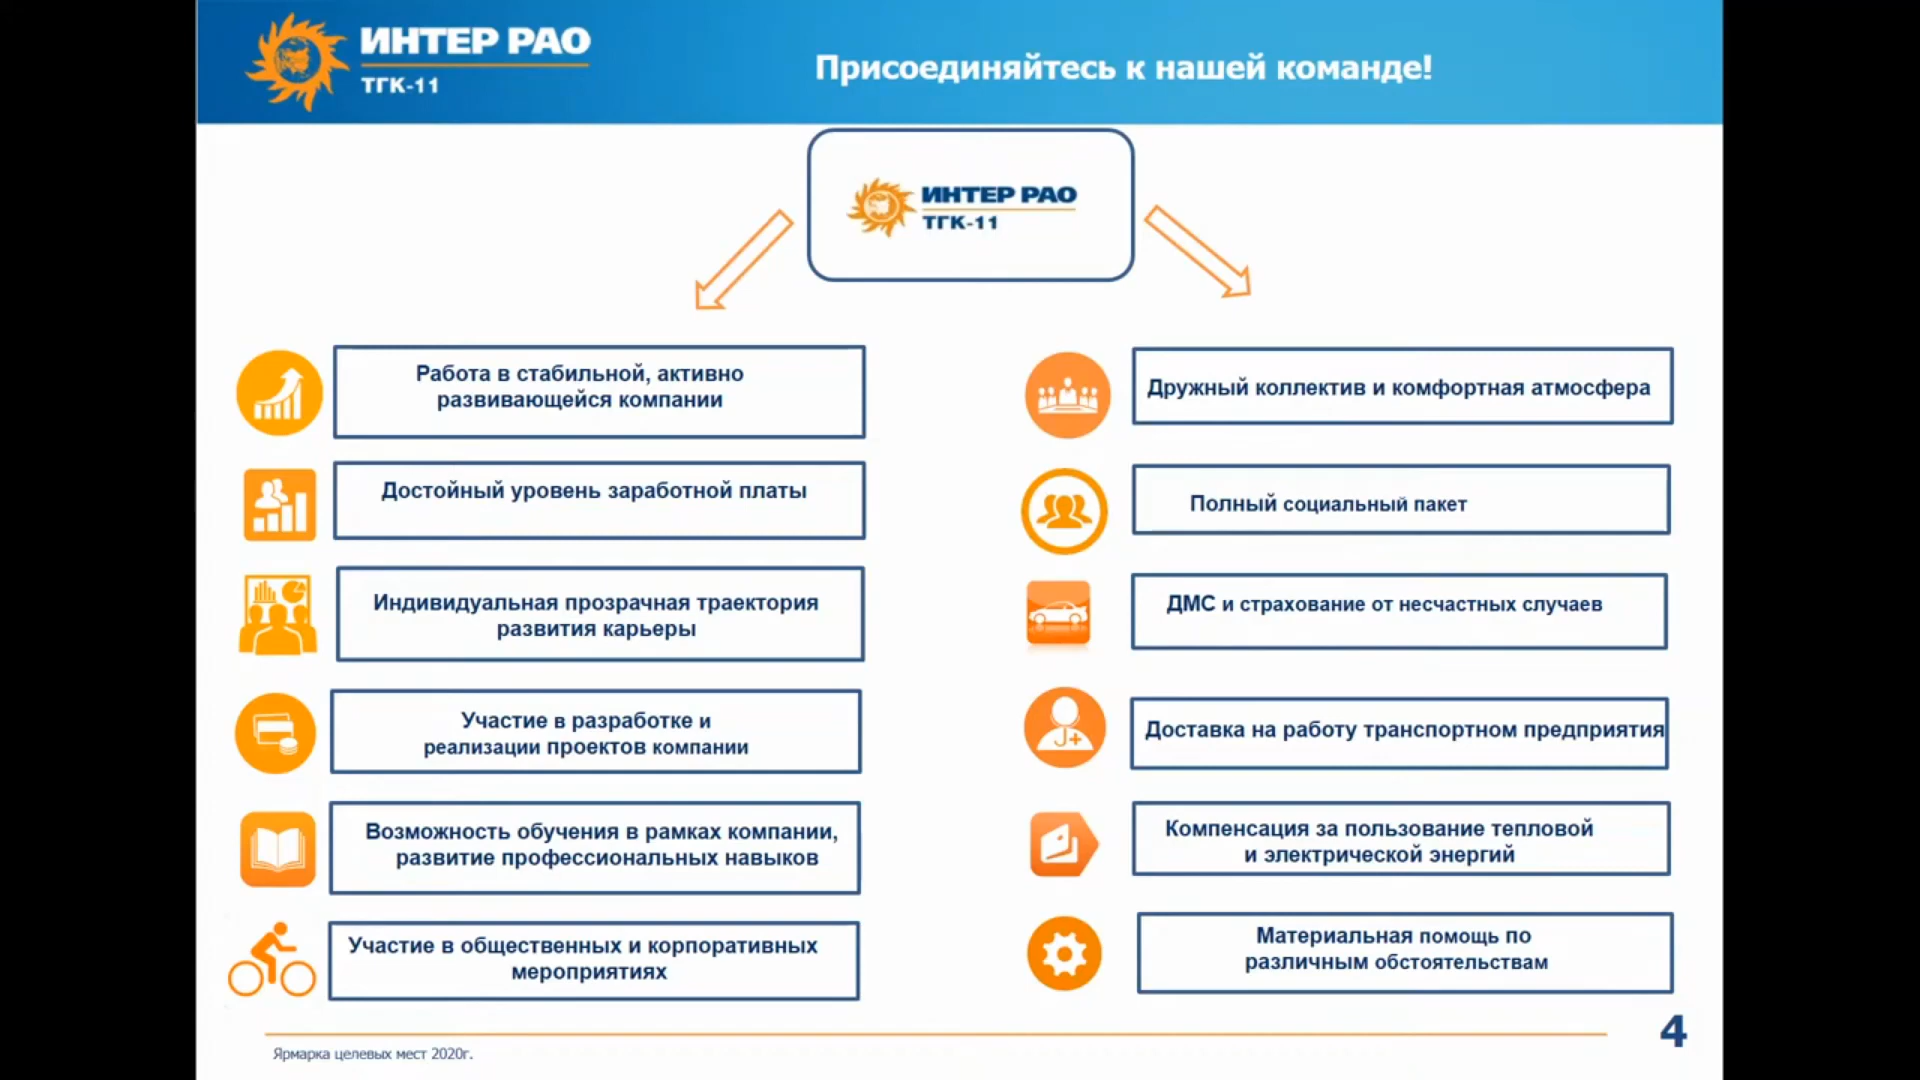 ИНТЕР РАО
ТГК-11
Присоединяйтесь к нашей команде!
ИНТЕР РАО
ТГК-11
Работа в стабильной, активно
развивающейся компании
Достойный уровень заработной платы
Индивидуальная прозрачная траектория
развития карьеры
Участие в разработке и
реализации проектов компании
Возможность обучения в рамках компании,
развитие профессиональных навыков
Участие в общественных и корпоративных
мероприятиях
Дружный коллектив и комфортная атмосфера
Полный социальный пакет
ДМС и страхование от несчастных случаев
J+
Доставка на работу транспортном предприятия
Компенсация за пользование тепловой
и электрической энергий
Материальная помощь по
различным обстоятельствам
Ярмарка целевых мест 2020г.
4